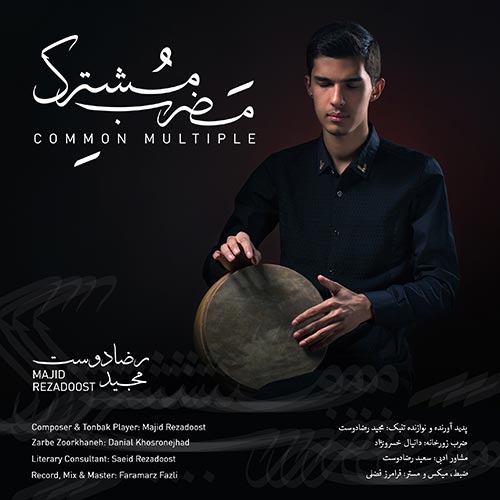 مَضرِب مُشترک
COMMON MULTIPLE
مجید رضادوست
MAJID
REZADOOST
Composer & Tonbak Player: Majid Rezadoost
Zarbe Zoorkhaneh: Danial Khosronejhad
Literary Consultant: Saeid Rezadoost
Record, Mix & Master: Faramarz Fazli
پدید آورنده و نوازنده تنبک: مجید رضادوست
ضرب زورخانه: دانیال خسرونژاد
مشاور ادبی: سعید رضادوست
ضبط، میکس و مستر: فرامرز فضلی